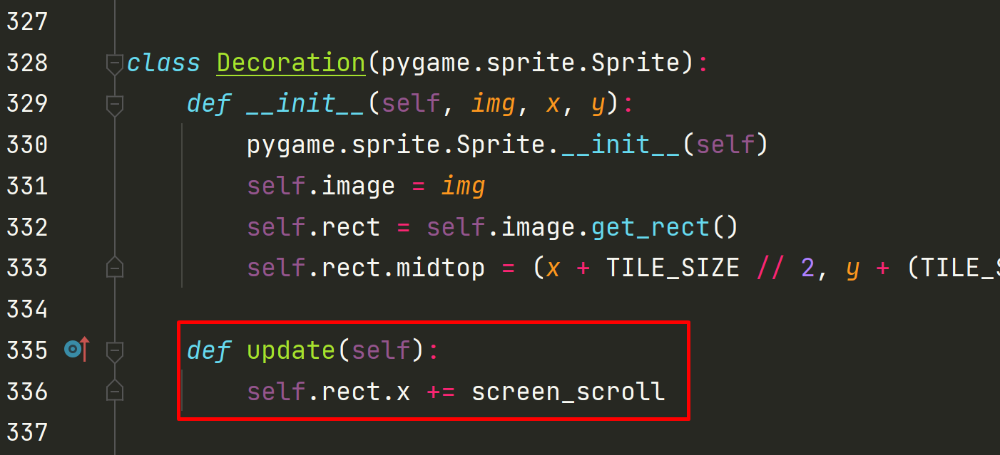 327
328 class Decoration(pygame.sprite.Sprite):
329 def __init__(self, img, x, y):
330 pygame.sprite.Sprite.__init__(self)
331 self.image = img
332 self.rect = self.image.get_rect()
333 self.rect.midtop = (x + TILE_SIZE // 2, y + (TILE_S
334
335 def update(self):
336 self.rect.x += screen_scroll
337